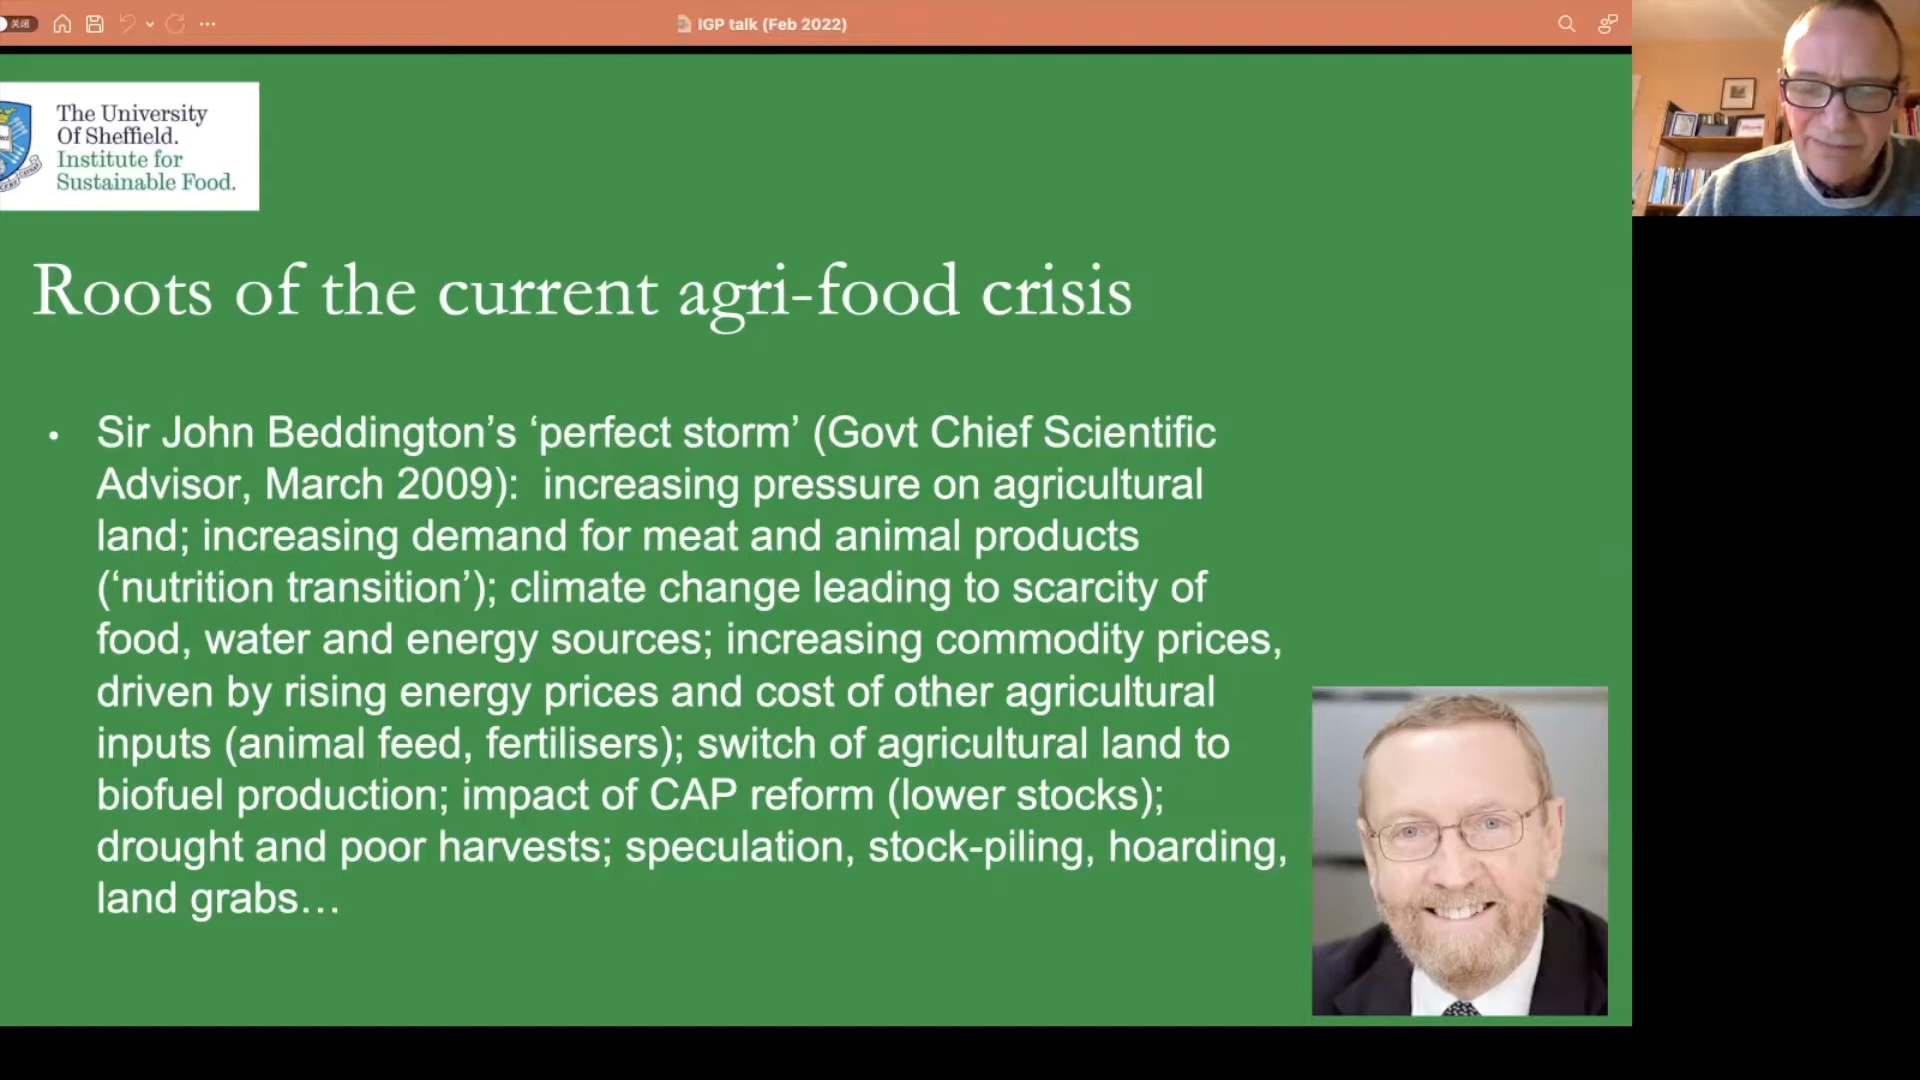 关闭
IGP talk (Feb 2022)
The University
Of Sheffield.
Institute for
Sustainable Food.
Roots of the current agri-food crisis
• Sir John Beddington’s ‘perfect storm’ (Govt Chief Scientific
Advisor, March 2009):  increasing pressure on agricultural
land; increasing demand for meat and animal products
(‘nutrition transition’); climate change leading to scarcity of
food, water and energy sources; increasing commodity prices,
driven by rising energy prices and cost of other agricultural
inputs (animal feed, fertilisers); switch of agricultural land to
biofuel production; impact of CAP reform (lower stocks);
drought and poor harvests; speculation, stock-piling, hoarding,
land grabs…